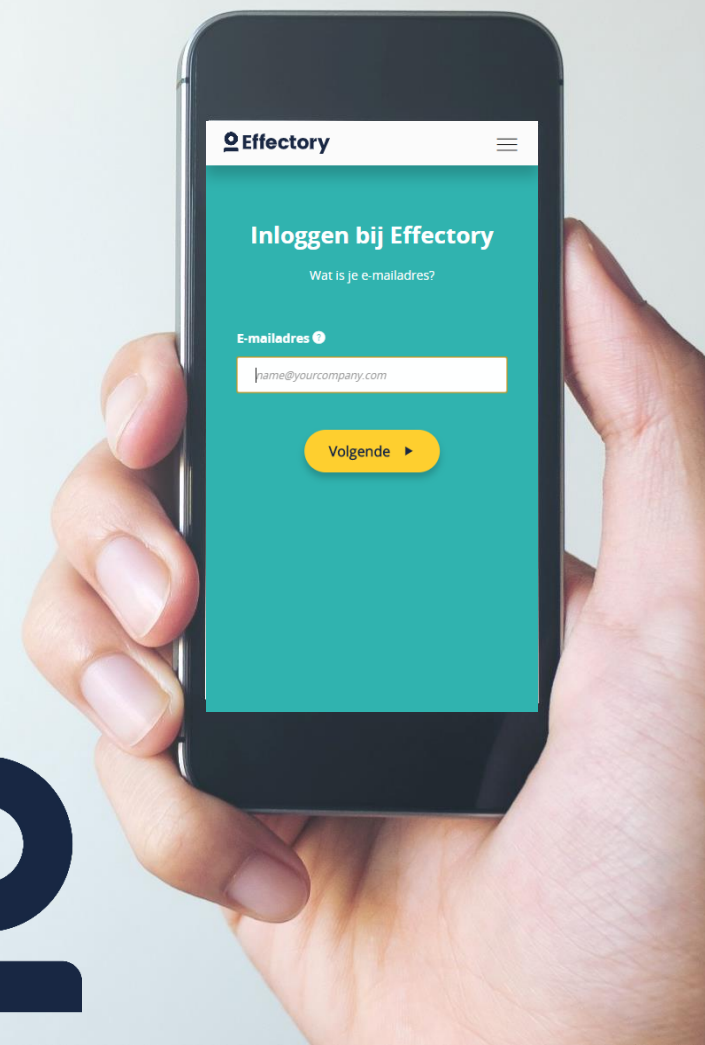 Effectory
Inloggen bij Effectory
Wat is je e-mailadres?
E-mailadres ?
name@yourcompany.com
Volgende